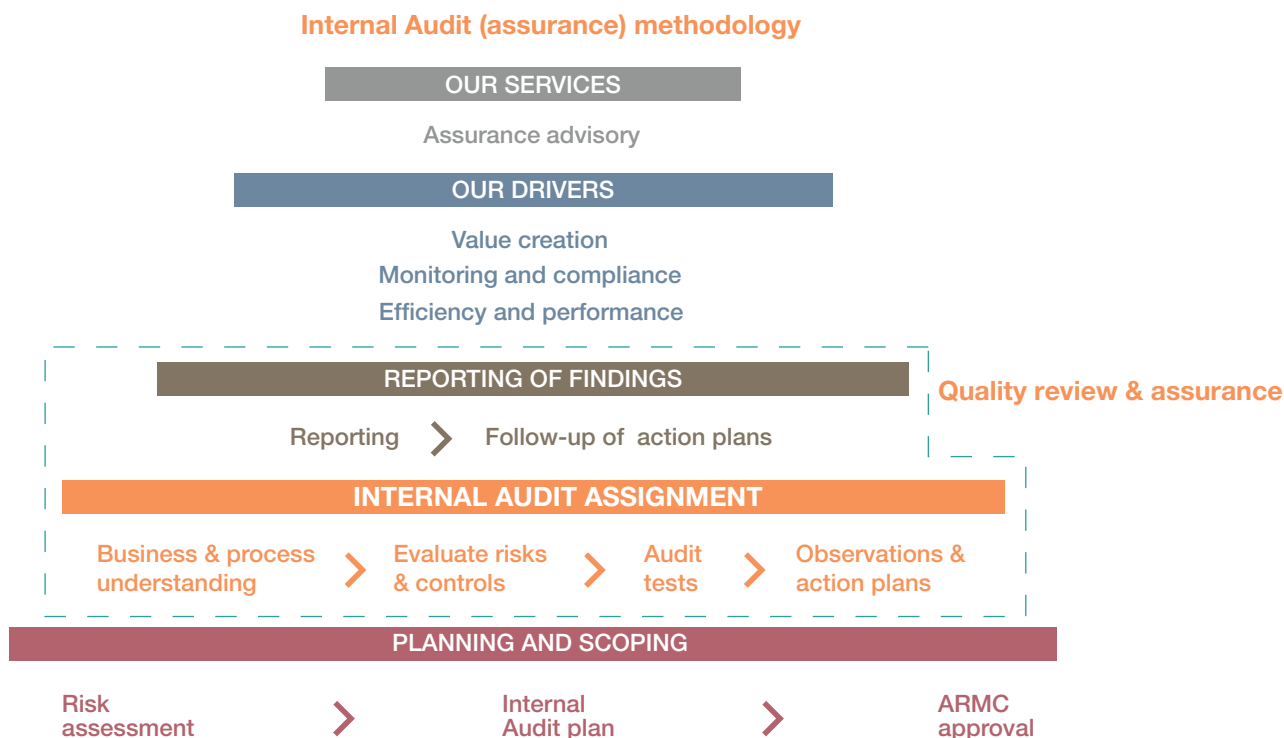 Internal Audit (assurance) methodology
OUR SERVICES
Assurance advisory
OUR DRIVERS
Value creation
Monitoring and compliance
Efficiency and performance
REPORTING OF FINDINGS
Quality review & assurance
Reporting
Follow-up of action plans
INTERNAL AUDIT ASSIGNMENT
Business & process
understanding
Evaluate risks
& controls
Audit
tests
Observations &
action plans
PLANNING AND SCOPING
Risk
assessment
Internal
Audit plan
ARMC
approval